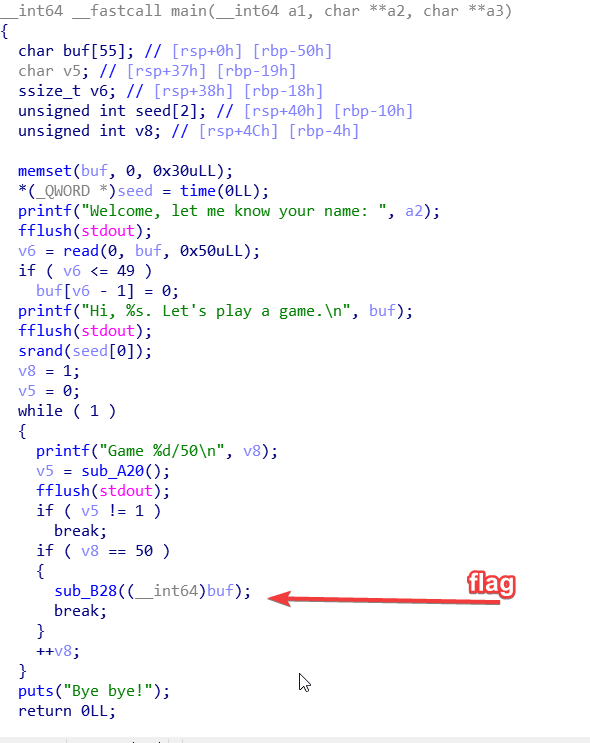 __int64 __fastcall main(__int64 a1, char **a2, char **a3)
{
  char buf[55]; // [rsp+0h] [rbp-50h]
  char v5; // [rsp+37h] [rbp-19h]
  ssize_t v6; // [rsp+38h] [rbp-18h]
  unsigned int seed[2]; // [rsp+40h] [rbp-10h]
  unsigned int v8; // [rsp+4Ch] [rbp-4h]

  memset(buf, 0, 0x30uLL);
  *(_QWORD *)seed = time(0LL);
  printf("Welcome, let me know your name: ", a2);
  fflush(stdout);
  v6 = read(0, buf, 0x50uLL);
  if ( v6 <= 49 )
    buf[v6 - 1] = 0;
  printf("Hi, %s. Let's play a game.\n", buf);
  fflush(stdout);
  srand(seed[0]);
  v8 = 1;
  v5 = 0;
  while ( 1 )
  {
    printf("Game %d/50\n", v8);
    v5 = sub_A20();
    fflush(stdout);
    if ( v5 != 1 )
      break;
    if ( v8 == 50 )
    {
      sub_B28((__int64)buf);
      flag
      break;
    }
    ++v8;
  }
  puts("Bye bye!");
  return 0LL;